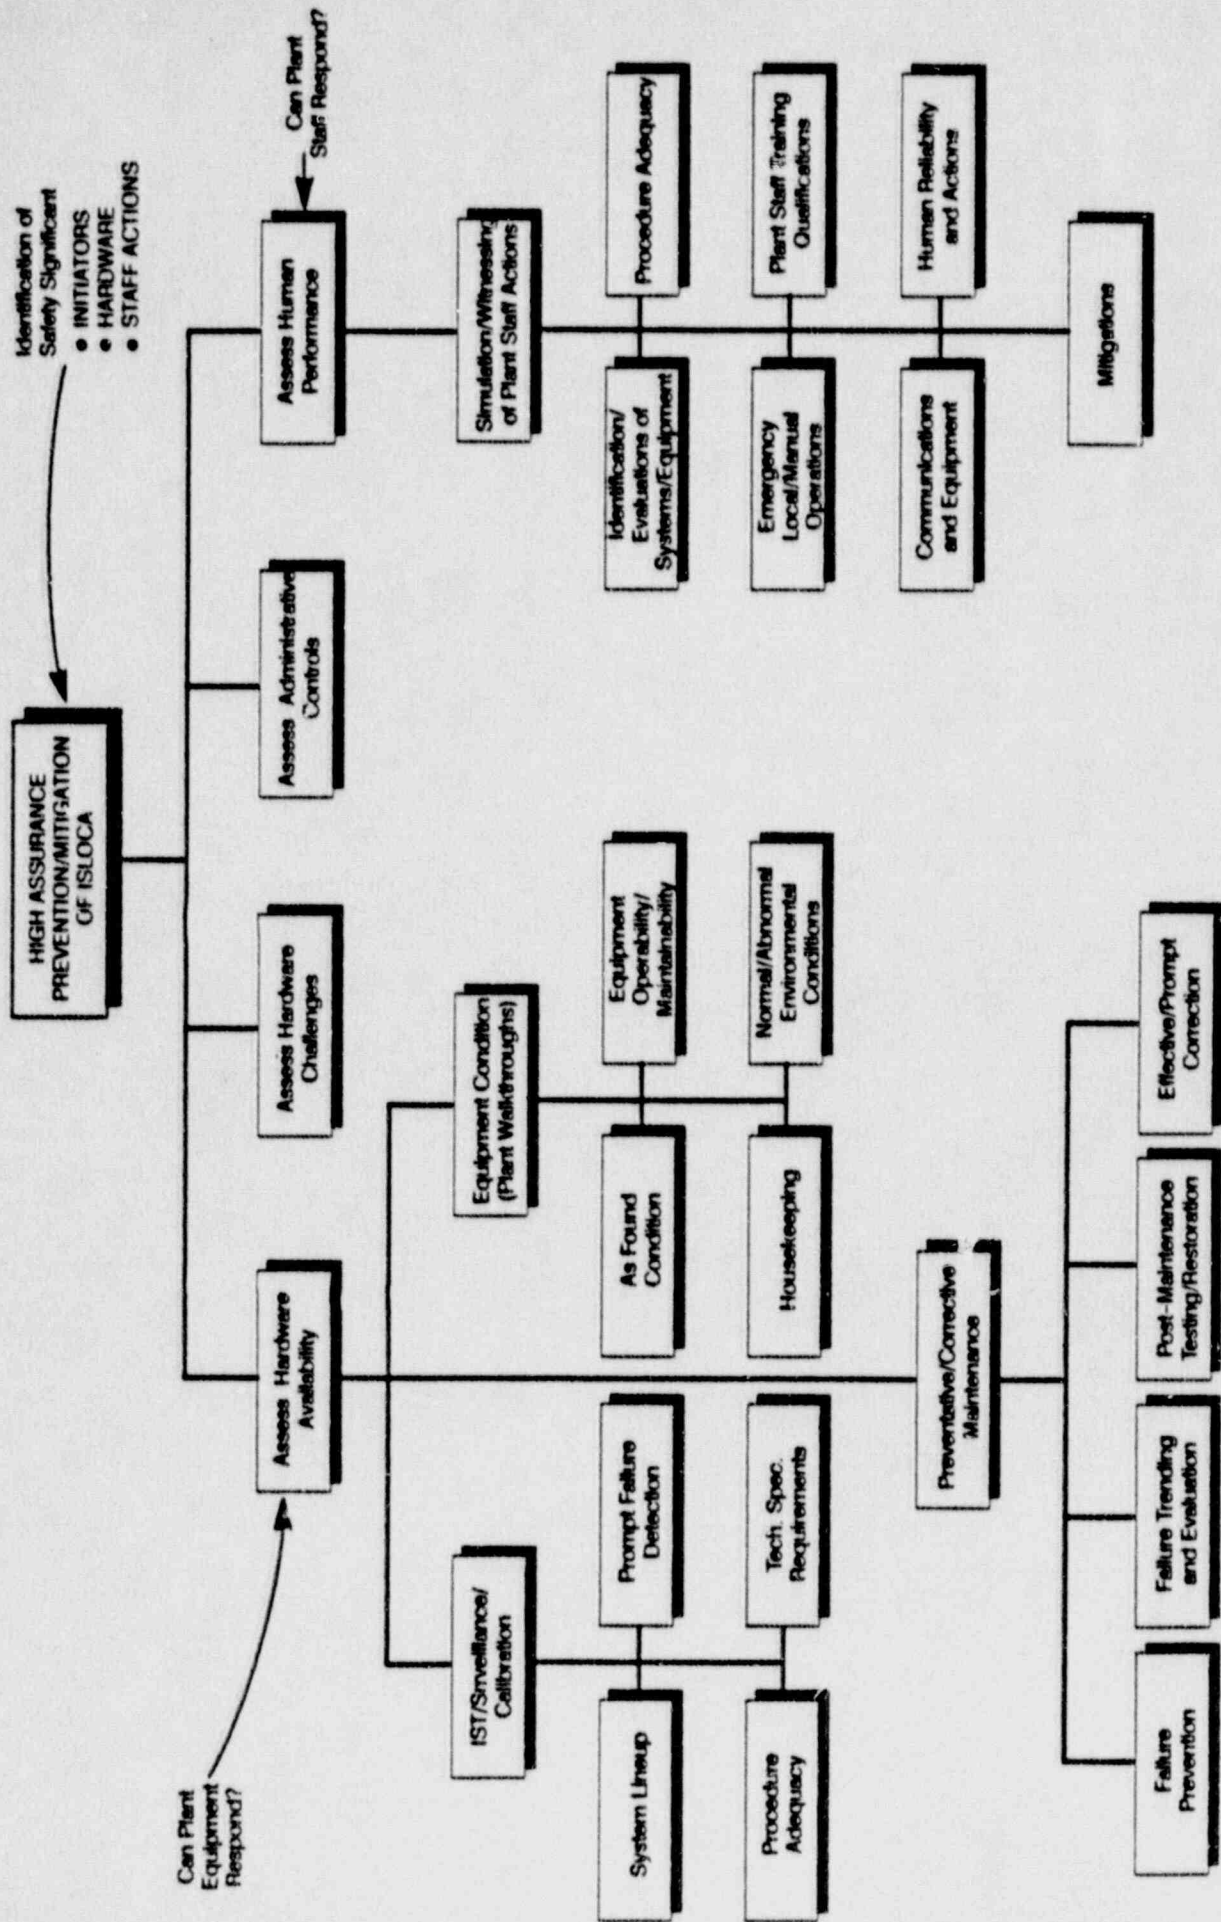 Identification of
Safety Significant
● INITIATORS
● HARDWARE
● STAFF ACTIONS
HIGH ASSURANCE
PREVENTION/MITIGATION
OF ISLOCA
Can Plant
Equipment
Respond?
Can Plant
Staff Respond?
Assess Hardware
Availability
Assess Hardware
Challenges
Assess Administrative
Controls
Assess Human
Performance
IST/Srveillance/
Calibration
Equipment Condition
(Plant Walkthroughs)
Simulation/Witnessing
of Plant Staff Actions
System Lineup
Prompt Failure
Detection
As Found
Condition
Equipment
Operability/
Maintainability
Identification/
Evaluations of
Systems/Equipment
Procedure Adequacy
Procedure
Adequacy
Tech. Spec.
Requirements
Housekeeping
Normal/Abnormal
Environmental
Conditions
Emergency
Local/Manual
Operations
Plant Staff Training
Qualifications
Preventative/Corrective
Maintenance
Communications
and Equipment
Human Reliability
and Actions
Failure
Prevention
Failure Trending
and Evaluation
Post-Maintenance
Testing/Restoration
Effective/Prompt
Correction
Mitigations